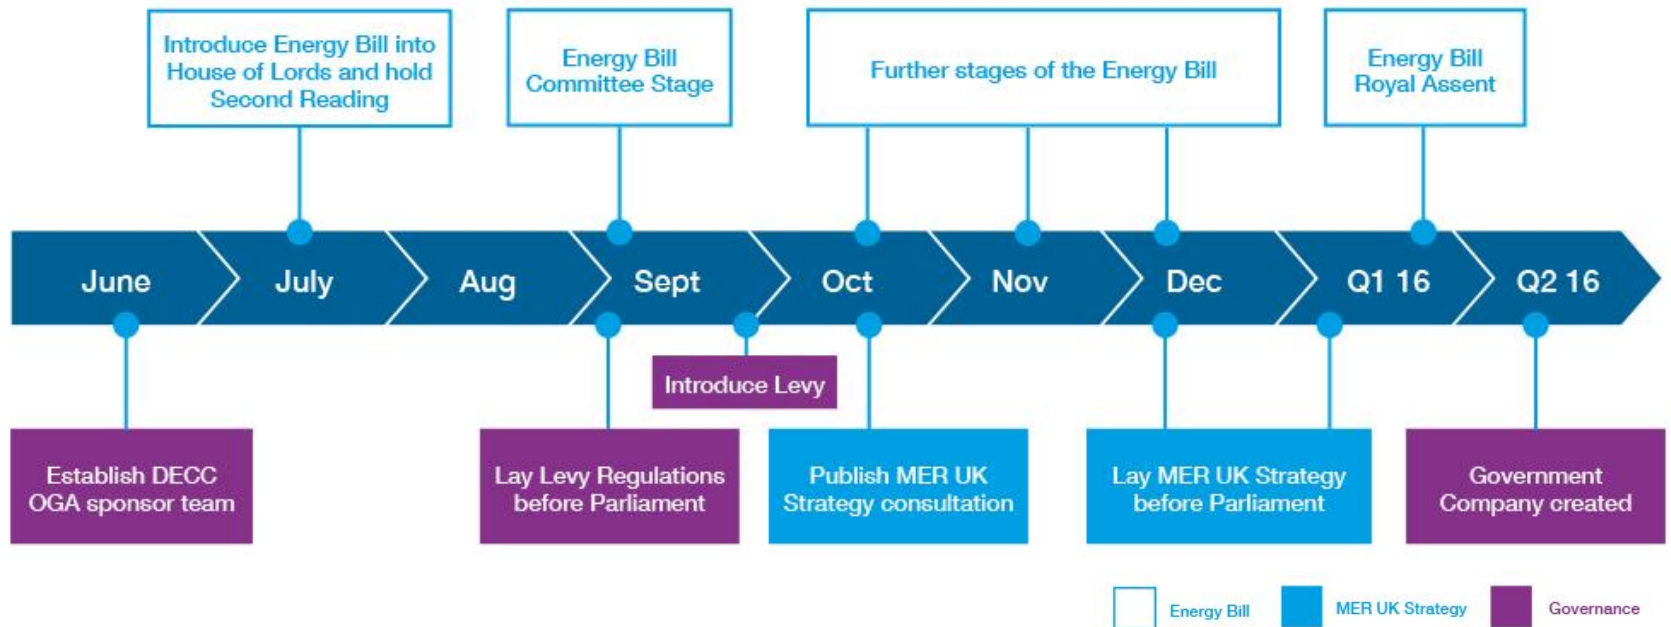 Introduce Energy Bill into
House of Lords and hold
Second Reading
Energy Bill
Committee Stage
Further stages of the Energy Bill
Energy Bill
Royal Assent
June
July
Aug
Sept
Oct
Nov
Dec
Q1 16
Q2 16
Introduce Levy
Establish DECC
OGA sponsor team
Lay Levy Regulations
before Parliament
Publish MER UK
Strategy consultation
Lay MER UK Strategy
before Parliament
Government
Company created
Energy Bill
MER UK Strategy
Governance